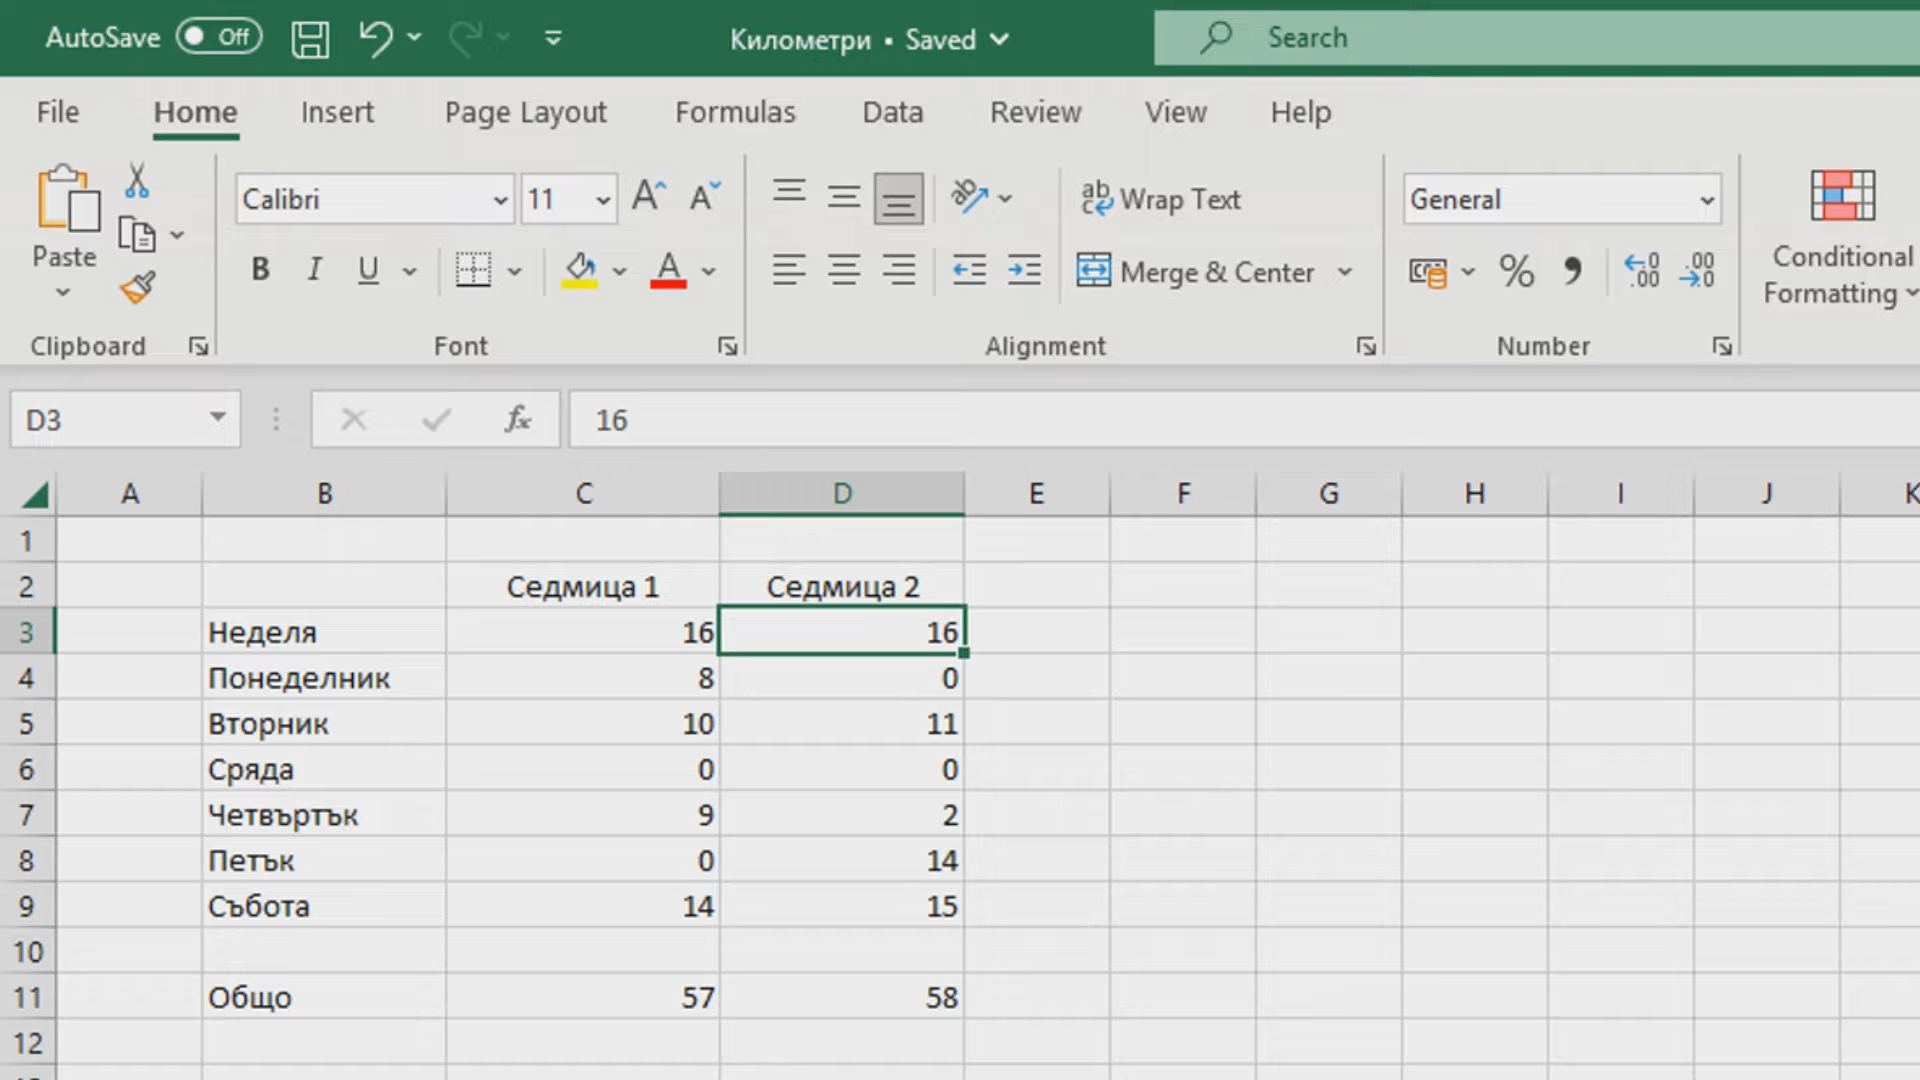 AutoSave Off Километри • Saved Search
File Home Insert Page Layout Formulas Data Review View Help
Paste
Calibri 11
Wrap Text
General
B I U
Merge & Center
Conditional Formatting
Clipboard Font Alignment Number
D3 fx 16
A B C D E F G H I J K
1
2 Седмица 1 Седмица 2
3 Неделя 16 16
4 Понеделник 8 0
5 Вторник 10 11
6 Сряда 0 0
7 Четвъртък 9 2
8 Петък 0 14
9 Събота 14 15
10
11 Общо 57 58
12